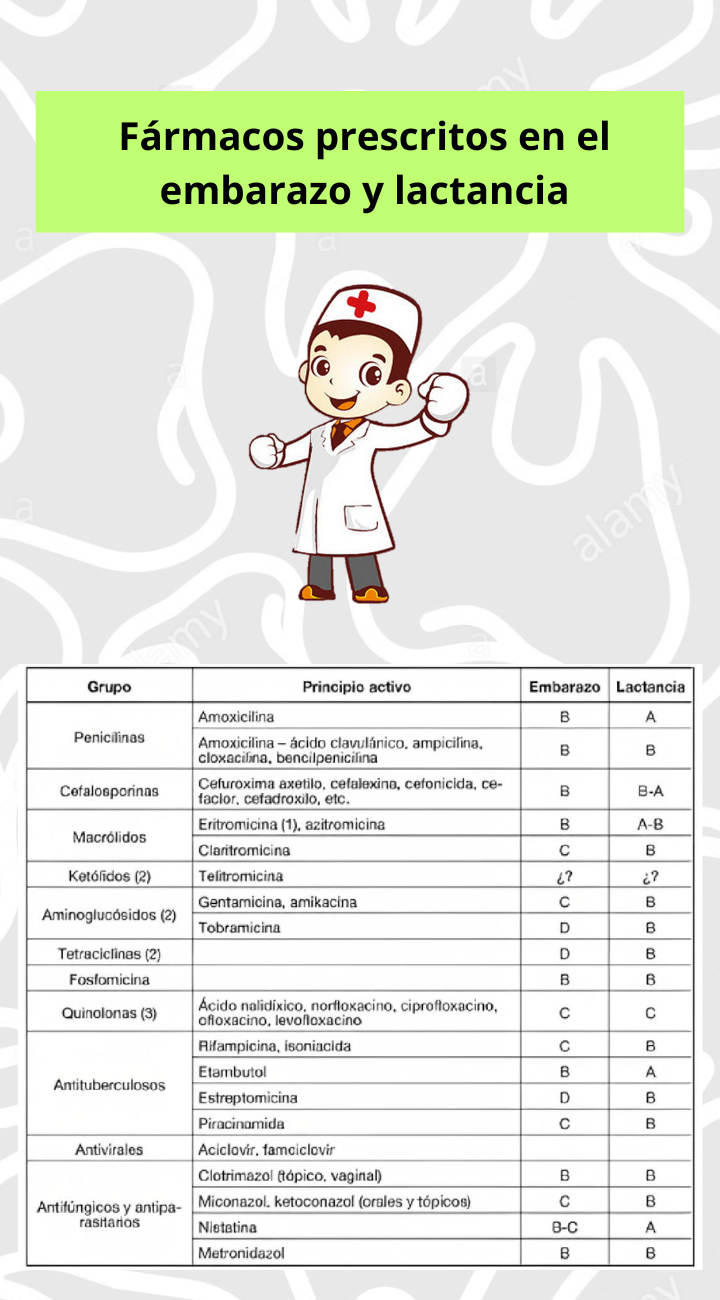 Fármacos prescritos en el
embarazo y lactancia
Grupo Principio activo Embarazo Lactancia
Penicilinas
Amoxicilina B A
Amoxicilina – ácido clavulánico, ampicilina,
cloxacilina, bencilpenicilina B B
Cefalosporinas
Cefuroxima axetilo, cefalexina, cefonicida, ce-
faclor, cefadroxilo, etc. B B-A
Macrólidos
Eritromicina (1), azitromicina B A-B
Claritromicina C B
Ketólidos (2) Telitromicina ¿? ¿?
Aminoglucósidos (2)
Gentamicina, amikacina C B
Tobramicina D B
Tetraciclinas (2) D B
Fosfomicina B B
Quinolonas (3)
Ácido nalidíxico, norfloxacino, ciprofloxacino,
ofloxacino, levofloxacino C C
Antituberculosos
Rifampicina, isoniacida C B
Etambutol B A
Estreptomicina D B
Piracinamida C B
Antivirales Aciclovir, famciclovir
Antifúngicos y antipa-
rasitarios
Clotrimazol (tópico, vaginal) B B
Miconazol, ketoconazol (orales y tópicos) C B
Nistatina B-C A
Metronidazol B B
alamy